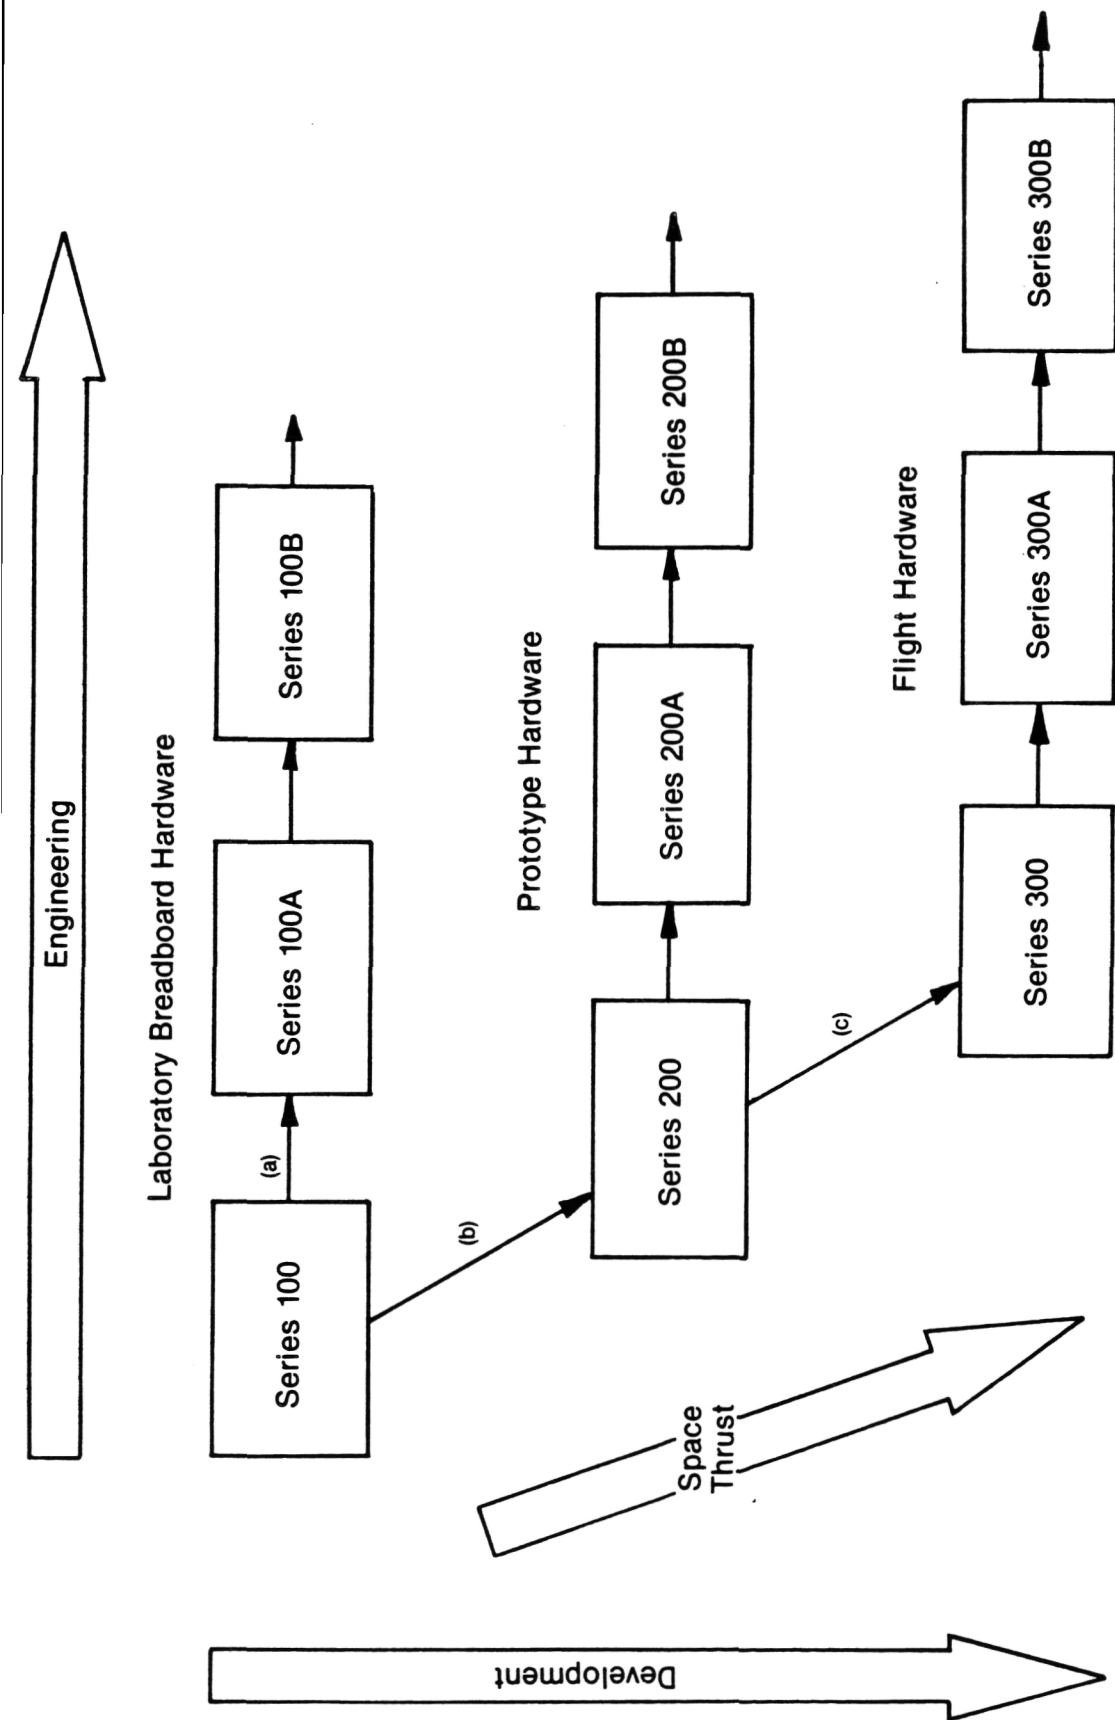 Engineering
Laboratory Breadboard Hardware
Series 100
(a)
Series 100A
Series 100B
(b)
Prototype Hardware
Series 200
Series 200A
Series 200B
(c)
Flight Hardware
Series 300
Series 300A
Series 300B
Space
Thrust
Development